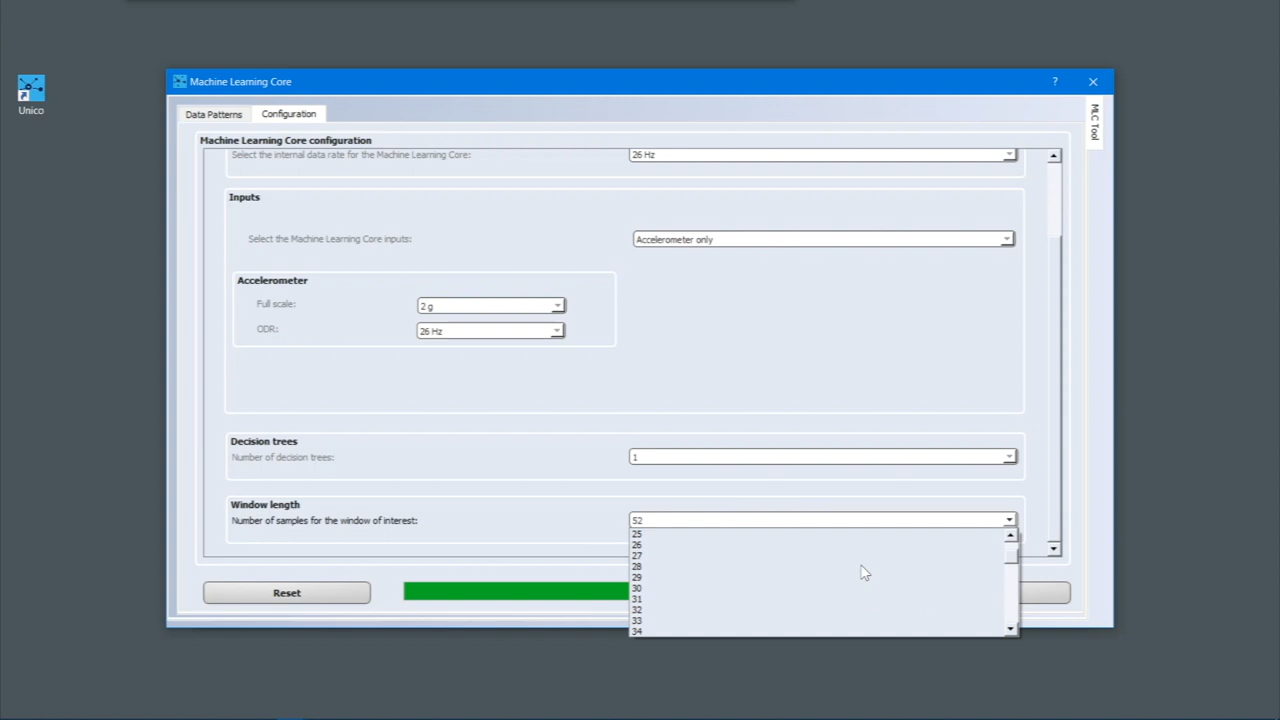 Machine Learning Core
?
Unico
Data Patterns
Configuration
MLC Tool
Machine Learning Core configuration
Select the internal data rate for the Machine Learning Core:
26 Hz
Inputs
Select the Machine Learning Core inputs:
Accelerometer only
Accelerometer
Full scale:
2 g
ODR:
26 Hz
Decision trees
Number of decision trees:
1
Window length
Number of samples for the window of interest:
52
25
26
27
28
29
30
31
32
33
34
Reset